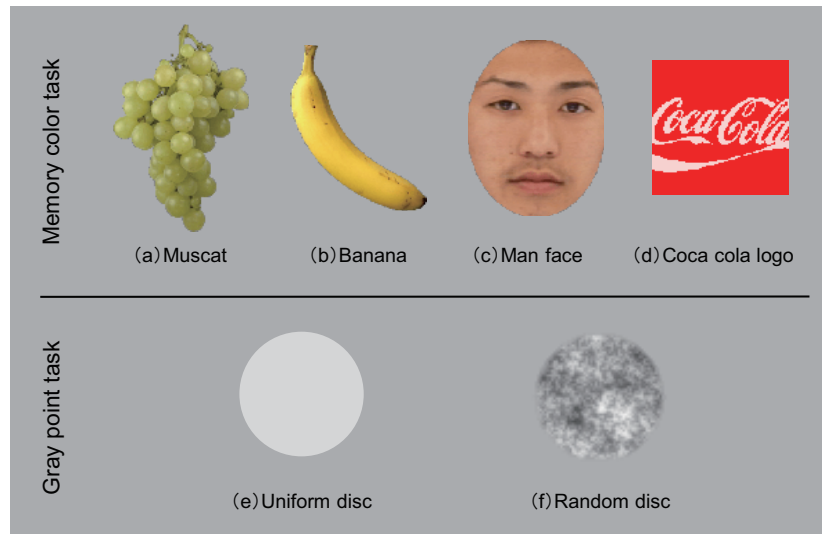 Memory color task
Coca-Cola
(a)Muscat
(b)Banana
(c)Man face
(d)Coca cola logo
Gray point task
(e)Uniform disc
(f)Random disc